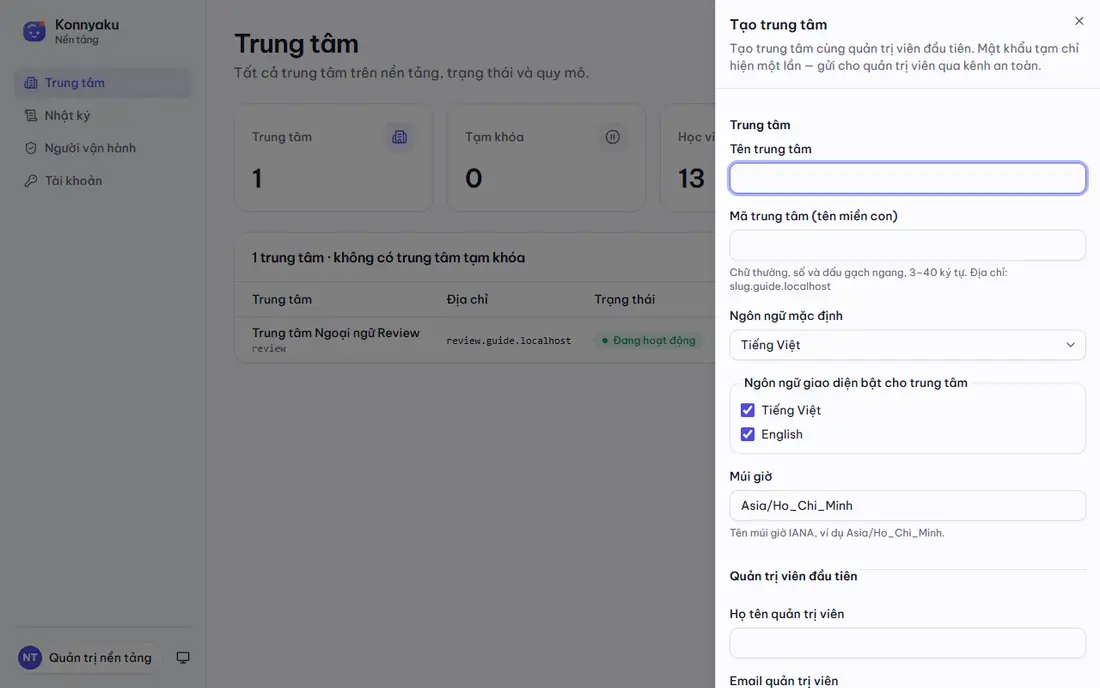 Konnyaku
Nền tảng
Trung tâm
Nhật ký
Người vận hành
Tài khoản
NT
Quản trị nền tảng
Trung tâm
Tất cả trung tâm trên nền tảng, trạng thái và quy mô.
Trung tâm
1
Tạm khóa
0
Học vi
13
1 trung tâm · không có trung tâm tạm khóa
Trung tâm
Địa chỉ
Trạng thái
Trung tâm Ngoại ngữ Review
review
review.guide.localhost
Đang hoạt động
Tạo trung tâm
Tạo trung tâm cùng quản trị viên đầu tiên. Mật khẩu tạm chỉ
hiện một lần — gửi cho quản trị viên qua kênh an toàn.
Trung tâm
Tên trung tâm
Mã trung tâm (tên miền con)
Chữ thường, số và dấu gạch ngang, 3–40 ký tự. Địa chỉ:
slug.guide.localhost
Ngôn ngữ mặc định
Tiếng Việt
Ngôn ngữ giao diện bật cho trung tâm
Tiếng Việt
English
Múi giờ
Asia/Ho_Chi_Minh
Tên múi giờ IANA, ví dụ Asia/Ho_Chi_Minh.
Quản trị viên đầu tiên
Họ tên quản trị viên
Email quản trị viên